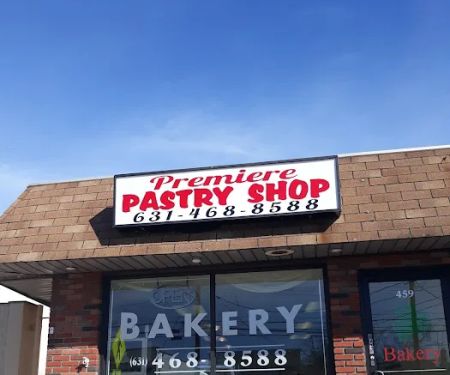 Premiere
PASTRY SHOP
631-468-8588
OPEN
459
BAKERY
(631) 468-8588
Bakery